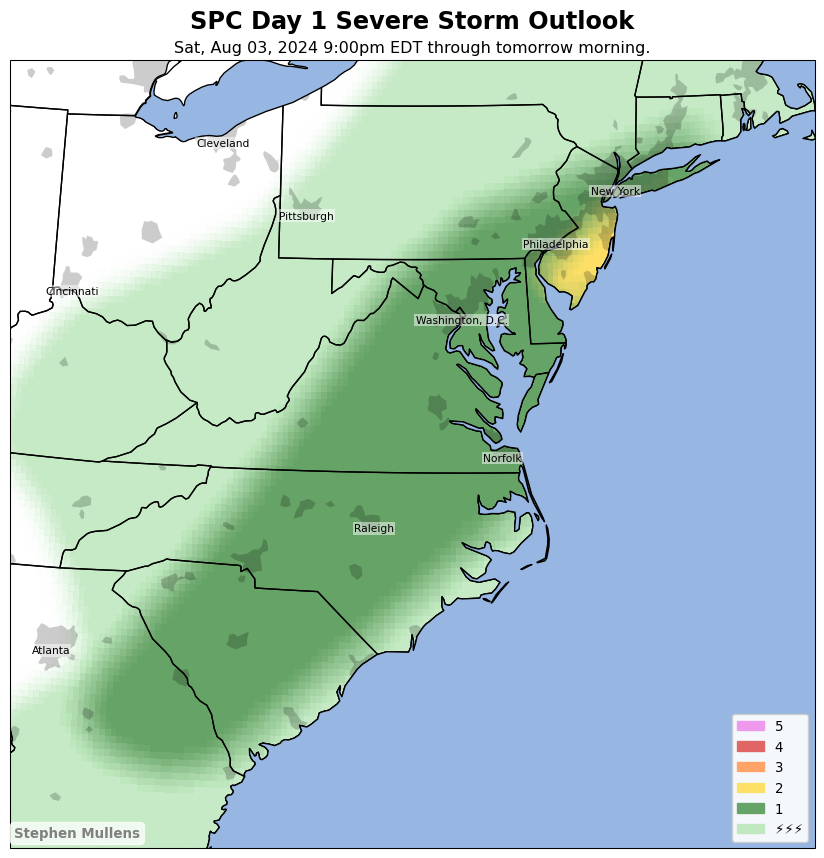 SPC Day 1 Severe Storm Outlook
Sat, Aug 03, 2024 9:00pm EDT through tomorrow morning.
Cleveland
New York
Pittsburgh
Philadelphia
Cincinnati
Washington, D.C.
Norfolk
Raleigh
Atlanta
5
4
3
2
1
⚡⚡⚡
Stephen Mullens